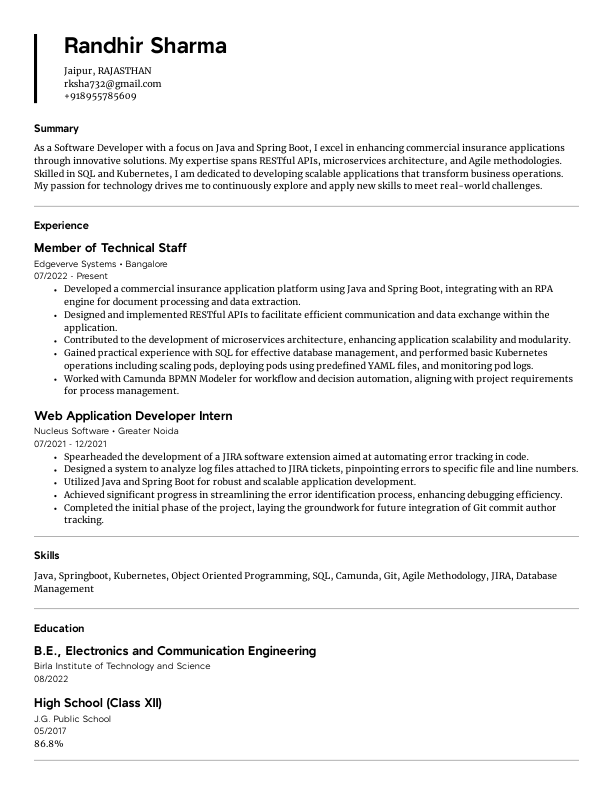 Randhir Sharma
Jaipur, RAJASTHAN
rksha732@gmail.com
+918955785609
Summary
As a Software Developer with a focus on Java and Spring Boot, I excel in enhancing commercial insurance applications
through innovative solutions. My expertise spans RESTful APIs, microservices architecture, and Agile methodologies.
Skilled in SQL and Kubernetes, I am dedicated to developing scalable applications that transform business operations.
My passion for technology drives me to continuously explore and apply new skills to meet real-world challenges.
Experience
Member of Technical Staff
Edgeverve Systems • Bangalore
07/2022 - Present
• Developed a commercial insurance application platform using Java and Spring Boot, integrating with an RPA
engine for document processing and data extraction.
• Designed and implemented RESTful APIs to facilitate efficient communication and data exchange within the
application.
• Contributed to the development of microservices architecture, enhancing application scalability and modularity.
• Gained practical experience with SQL for effective database management, and performed basic Kubernetes
operations including scaling pods, deploying pods using predefined YAML files, and monitoring pod logs.
• Worked with Camunda BPMN Modeler for workflow and decision automation, aligning with project requirements
for process management.
Web Application Developer Intern
Nucleus Software • Greater Noida
07/2021 - 12/2021
• Spearheaded the development of a JIRA software extension aimed at automating error tracking in code.
• Designed a system to analyze log files attached to JIRA tickets, pinpointing errors to specific file and line numbers.
• Utilized Java and Spring Boot for robust and scalable application development.
• Achieved significant progress in streamlining the error identification process, enhancing debugging efficiency.
• Completed the initial phase of the project, laying the groundwork for future integration of Git commit author
tracking.
Skills
Java, Springboot, Kubernetes, Object Oriented Programming, SQL, Camunda, Git, Agile Methodology, JIRA, Database
Management
Education
B.E., Electronics and Communication Engineering
Birla Institute of Technology and Science
08/2022
High School (Class XII)
J.G. Public School
05/2017
86.8%